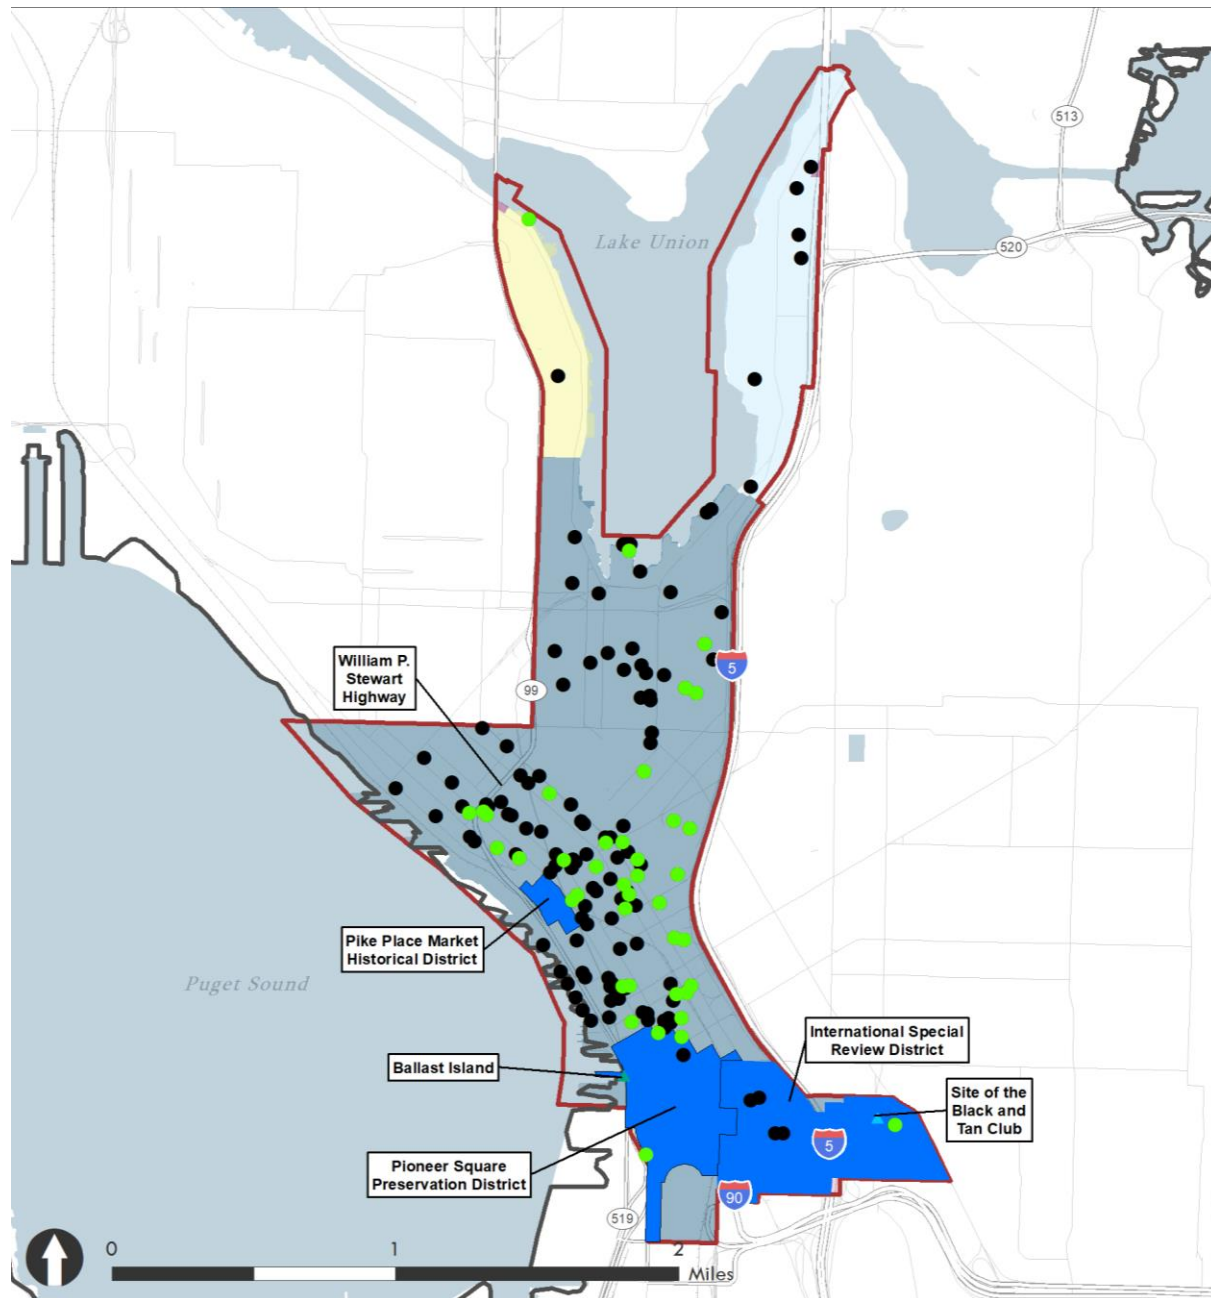 513
520
Lake Union
William P.
Stewart
Highway
5
99
Pike Place Market
Historical District
Puget Sound
International Special
Review District
Ballast Island
Site of the
Black and
Tan Club
5
Pioneer Square
Preservation District
90
519
0 1 2
Miles